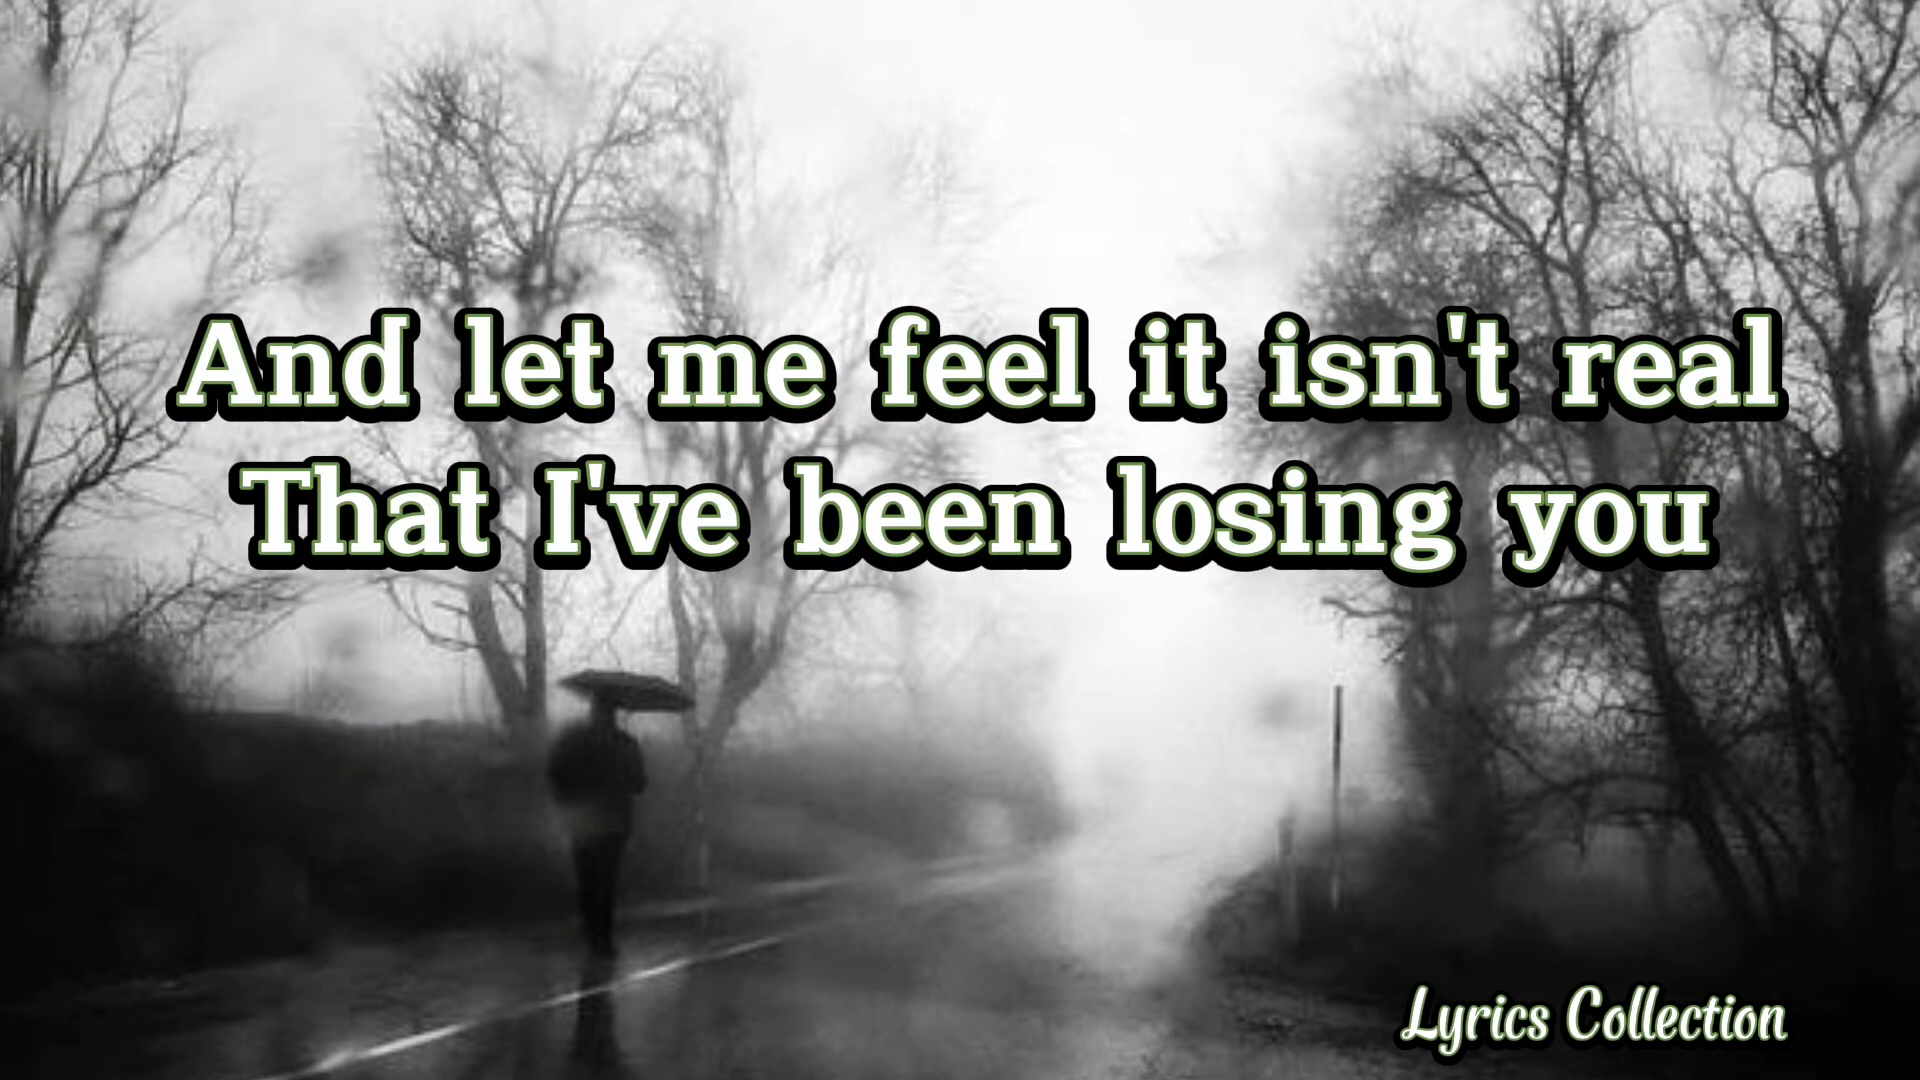 And let me feel it isn't real
That I've been losing you
Lyrics Collection